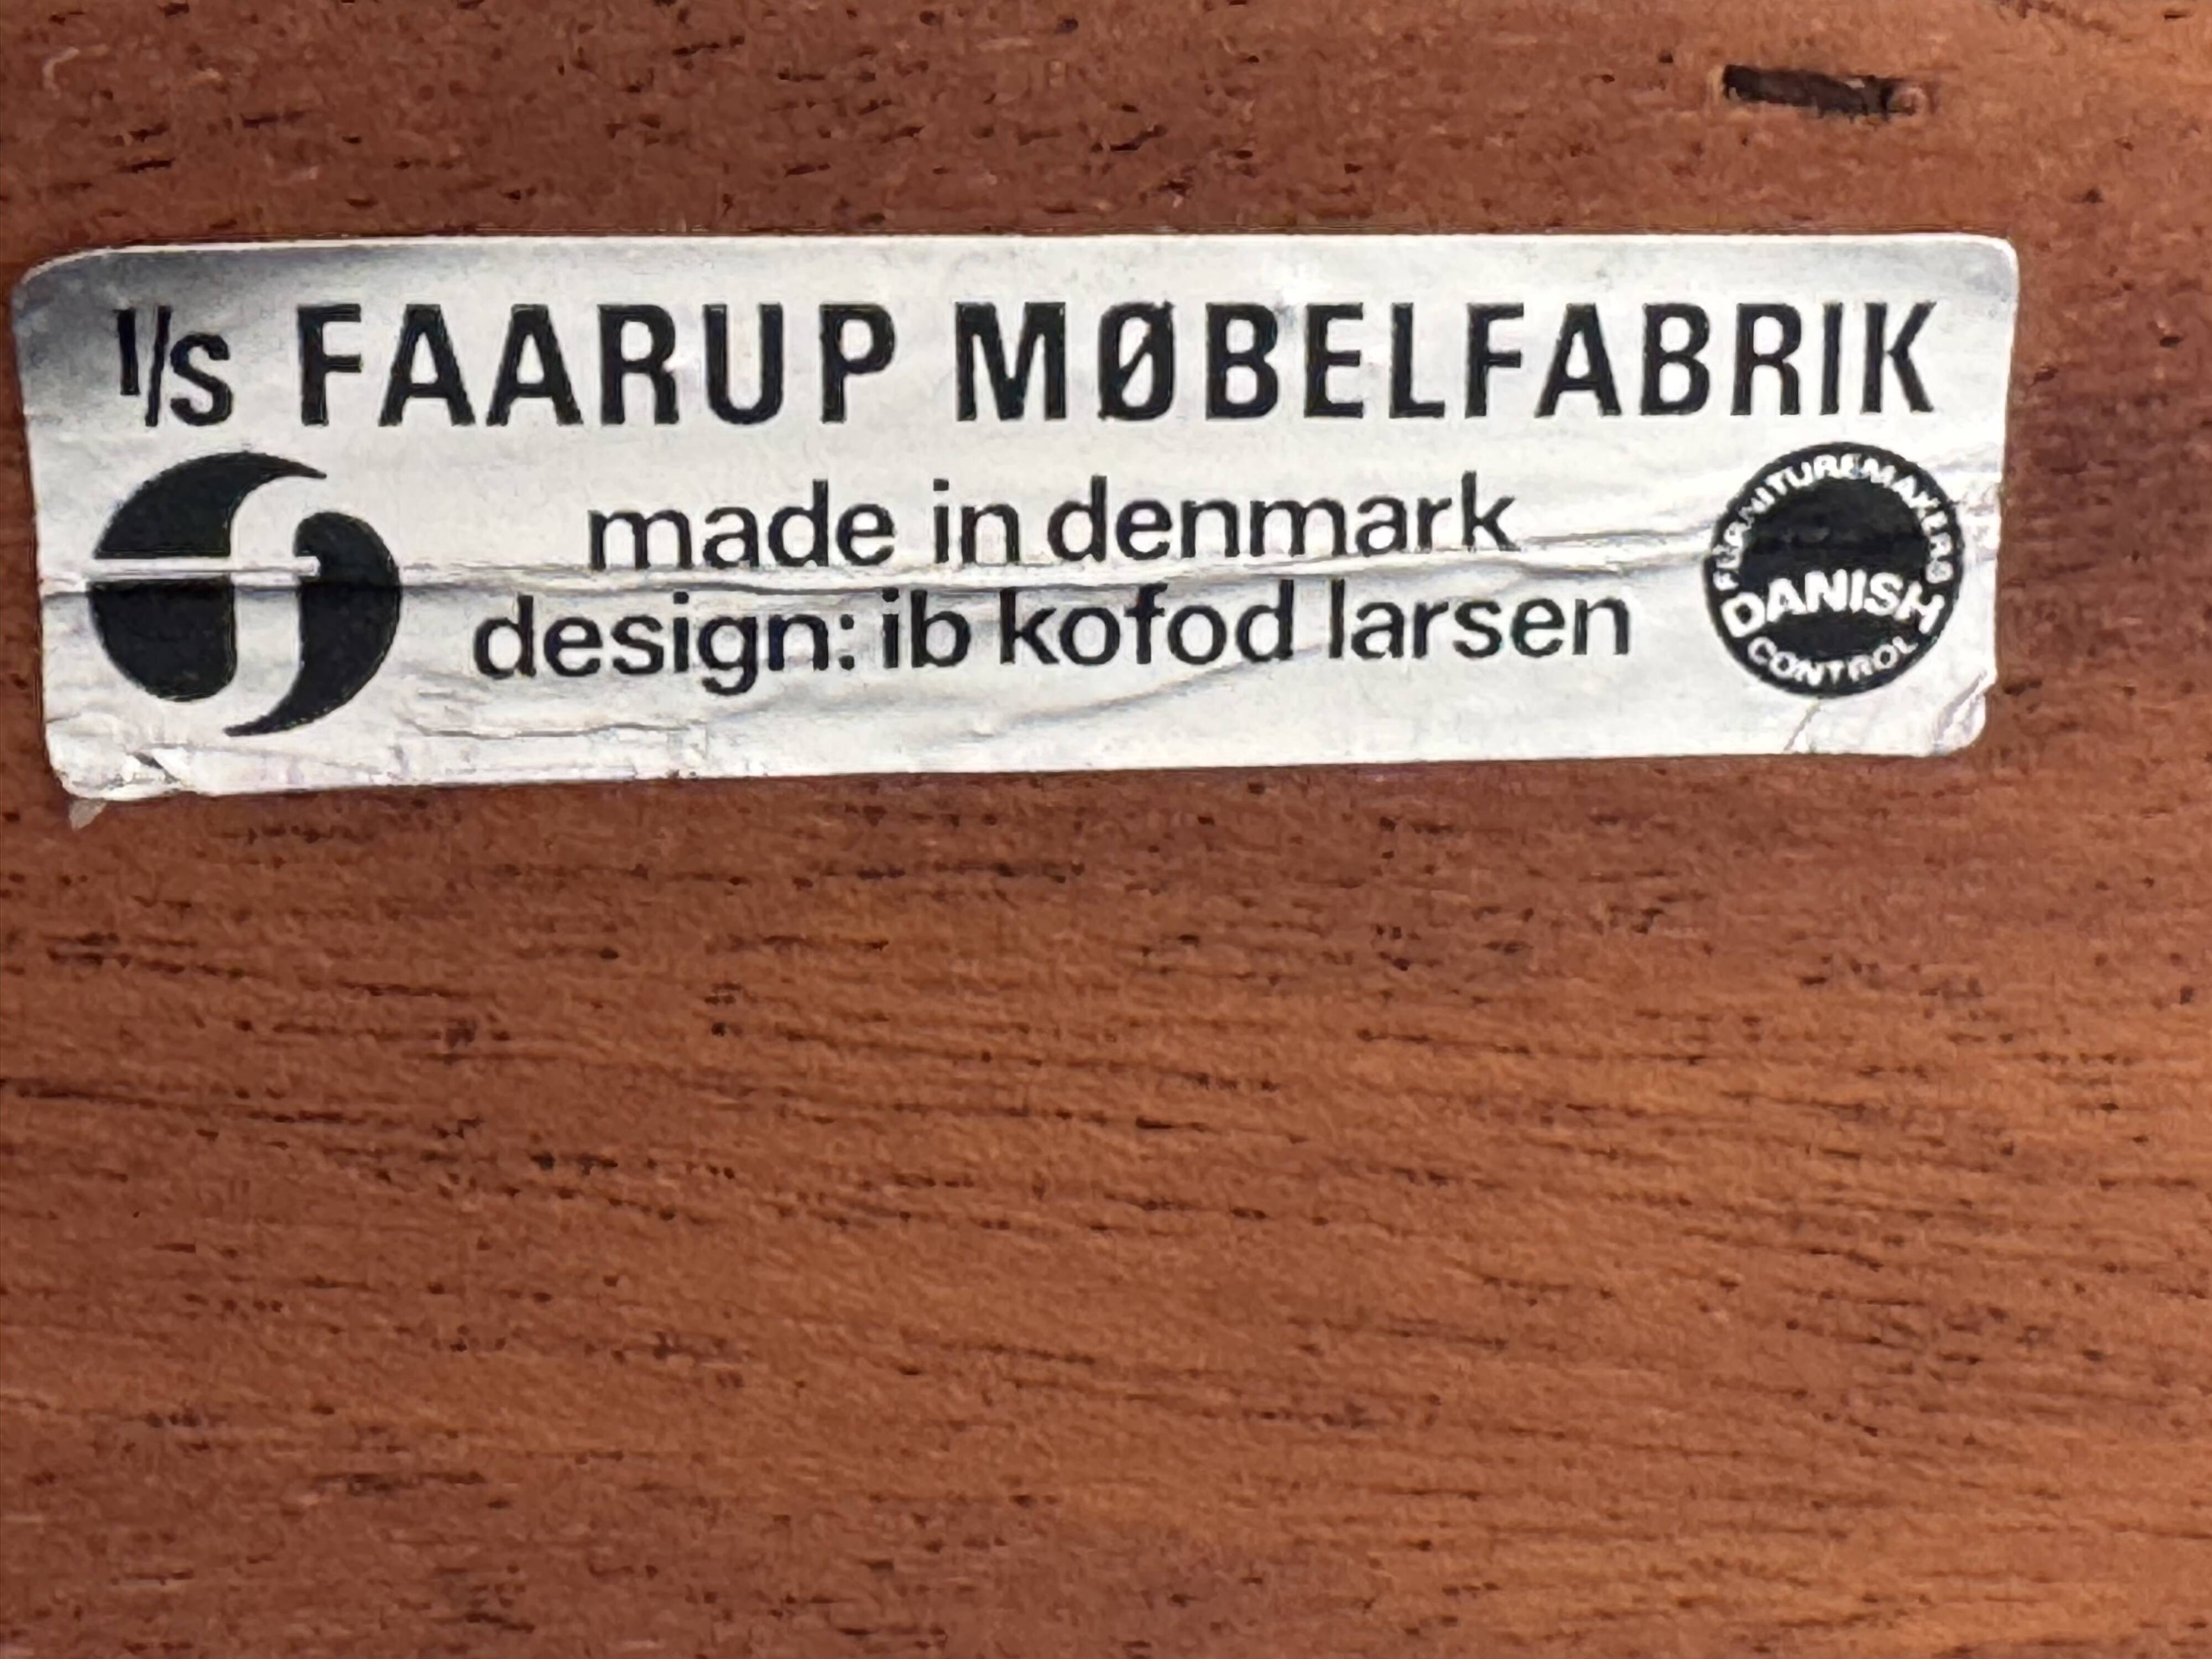 I/S FAARUP MØBELFABRIK
made in denmark
design: ib kofod larsen
FURNITUREMAKERS
DANISH
CONTROL